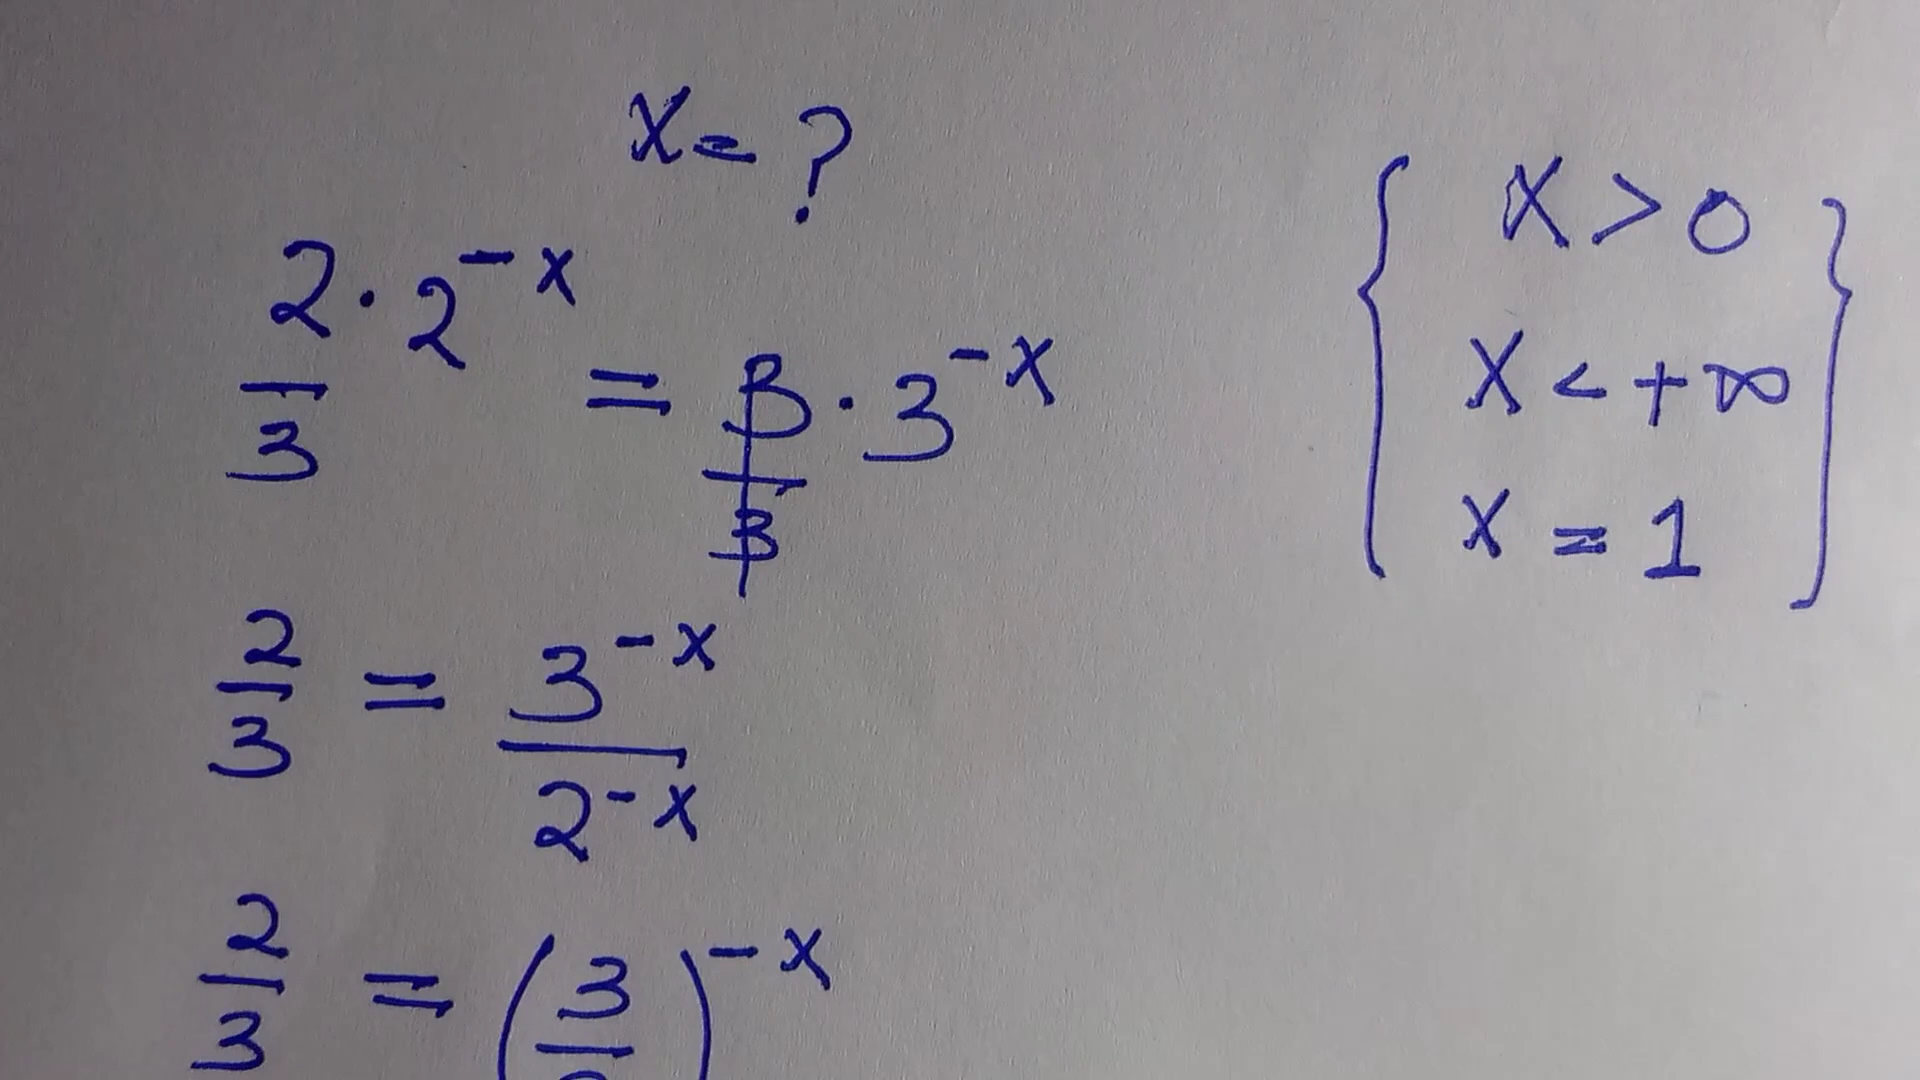 x = ?
2/3 · 2^-x = 3/3 · 3^-x
2/3 = 3^-x / 2^-x
2/3 = (3/
)^-x
{ x > 0
x < +∞
x = 1 }